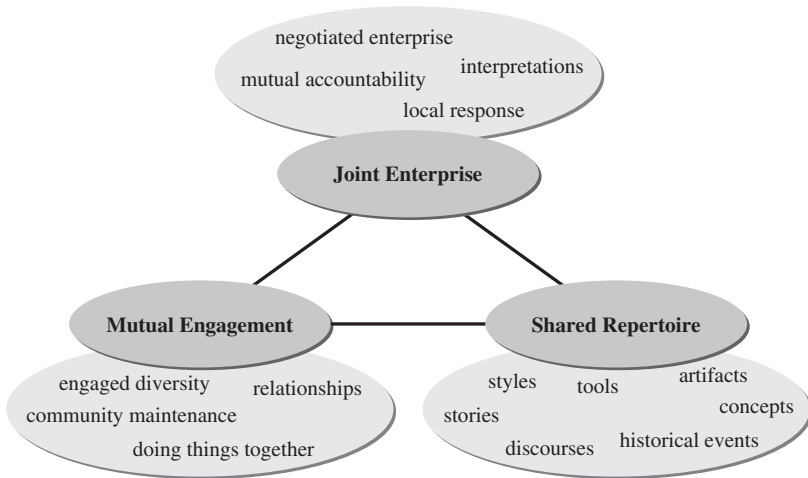 negotiated enterprise
interpretations
mutual accountability
local response
Joint Enterprise
Mutual Engagement
engaged diversity
relationships
community maintenance
doing things together
Shared Repertoire
styles
tools
artifacts
stories
concepts
discourses
historical events